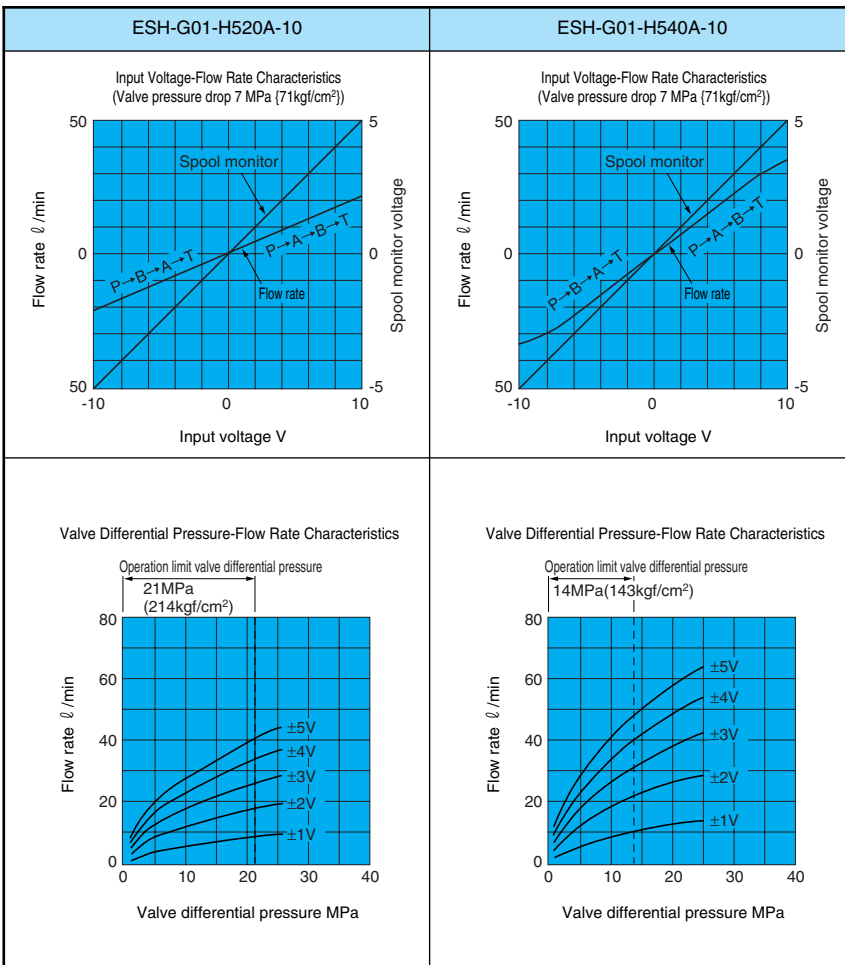 ESH-G01-H520A-10
Input Voltage-Flow Rate Characteristics
(Valve pressure drop 7 MPa {71kgf/cm²})
50
0
50
Flow rate ℓ /min
5
0
-5
Spool monitor voltage
Spool monitor
P→B→A→T
P→A→B→T
Flow rate
-10
0
10
Input voltage V
ESH-G01-H540A-10
Input Voltage-Flow Rate Characteristics
(Valve pressure drop 7 MPa {71kgf/cm²})
50
0
50
Flow rate ℓ /min
5
0
-5
Spool monitor voltage
Spool monitor
P→B→A→T
P→A→B→T
Flow rate
-10
0
10
Input voltage V
Valve Differential Pressure-Flow Rate Characteristics
Operation limit valve differential pressure
21MPa
(214kgf/cm²)
80
60
40
20
0
Flow rate ℓ /min
±5V
±4V
±3V
±2V
±1V
0
10
20
30
40
Valve differential pressure MPa
Valve Differential Pressure-Flow Rate Characteristics
Operation limit valve differential pressure
14MPa(143kgf/cm²)
80
60
40
20
0
Flow rate ℓ /min
±5V
±4V
±3V
±2V
±1V
0
10
20
30
40
Valve differential pressure MPa